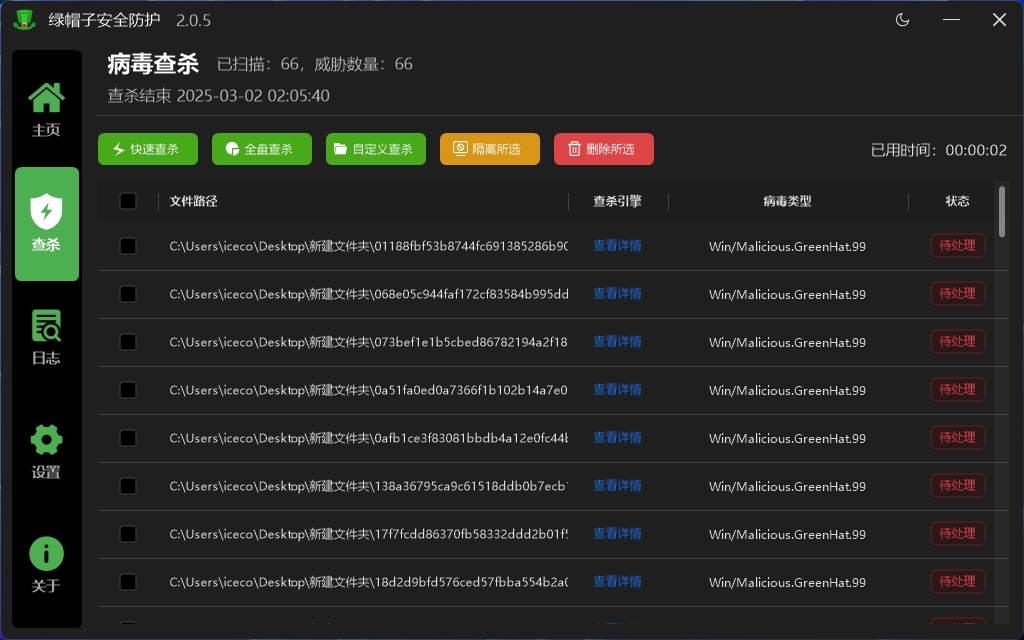 绿帽子安全防护 2.0.5
病毒查杀 已扫描：66，威胁数量：66
查杀结束 2025-03-02 02:05:40
主页
查杀
日志
设置
关于
快速查杀 全盘查杀 自定义查杀 隔离所选 删除所选 已用时间：00:00:02
文件路径 查杀引擎 病毒类型 状态
C:\Users\iceco\Desktop\新建文件夹\01188fbf53b8744fc691385286b90 查看详情 Win/Malicious.GreenHat.99 待处理
C:\Users\iceco\Desktop\新建文件夹\068e05c944faf172cf83584b995dd 查看详情 Win/Malicious.GreenHat.99 待处理
C:\Users\iceco\Desktop\新建文件夹\073bef1e1b5cbed86782194a2f18 查看详情 Win/Malicious.GreenHat.99 待处理
C:\Users\iceco\Desktop\新建文件夹\0a51fa0ed0a7366f1b102b14a7e0 查看详情 Win/Malicious.GreenHat.99 待处理
C:\Users\iceco\Desktop\新建文件夹\0afb1ce3f83081bbdb4a12e0fc44b 查看详情 Win/Malicious.GreenHat.99 待处理
C:\Users\iceco\Desktop\新建文件夹\138a36795ca9c61518ddb0b7ecb 查看详情 Win/Malicious.GreenHat.99 待处理
C:\Users\iceco\Desktop\新建文件夹\17f7fcdd86370fb58332ddd2b01f 查看详情 Win/Malicious.GreenHat.99 待处理
C:\Users\iceco\Desktop\新建文件夹\18d2d9bfd576ced57fbba554b2a0 查看详情 Win/Malicious.GreenHat.99 待处理